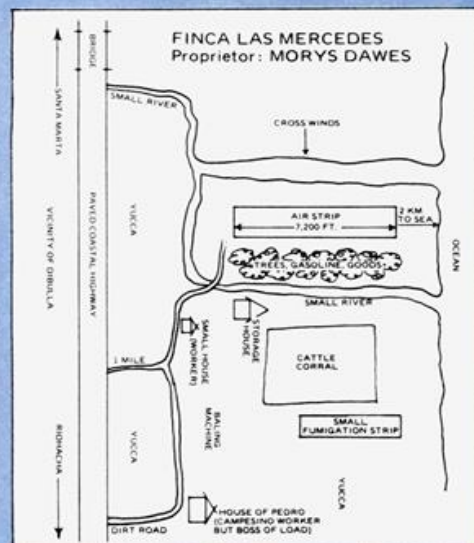 FINCA LAS MERCEDES
Proprietor: MORYS DAWES
BRIDGE
SANTA MARTA
SMALL RIVER
CROSS WINDS
VICINITY OF DIBULLA
PAVED COASTAL HIGHWAY
YUCCA
AIR STRIP
7,200 FT.
2 KM
TO SEA
OCEAN
TREES, GASOLINE, GOODS
SMALL RIVER
SMALL HOUSE
(WORKER)
STORAGE
HOUSE
CATTLE
CORRAL
1 MILE
BALING
MACHINE
SMALL
FUMIGATION STRIP
RIOHACHA
YUCCA
YUCCA
HOUSE OF PEDRO
(CAMPESINO WORKER
BUT BOSS OF LOAD)
DIRT ROAD